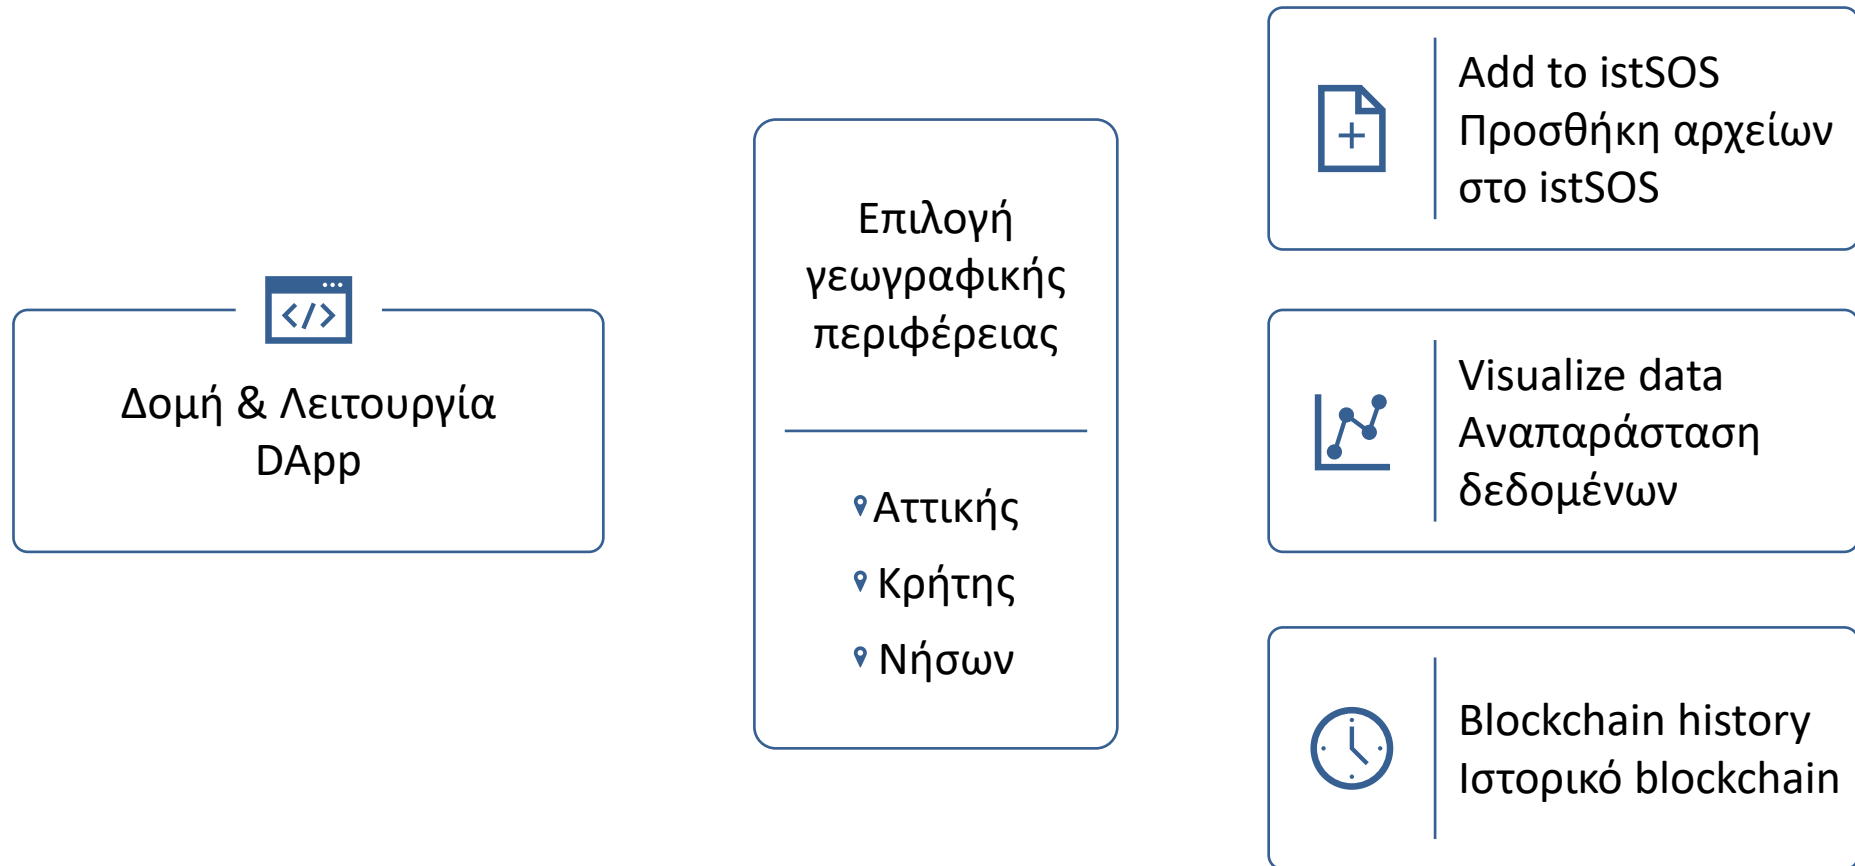 Δομή & Λειτουργία
DApp
Επιλογή
γεωγραφικής
περιφέρειας
Αττικής
Κρήτης
Νήσων
Add to istSOS
Προσθήκη αρχείων
στο istSOS
Visualize data
Αναπαράσταση
δεδομένων
Blockchain history
Ιστορικό blockchain